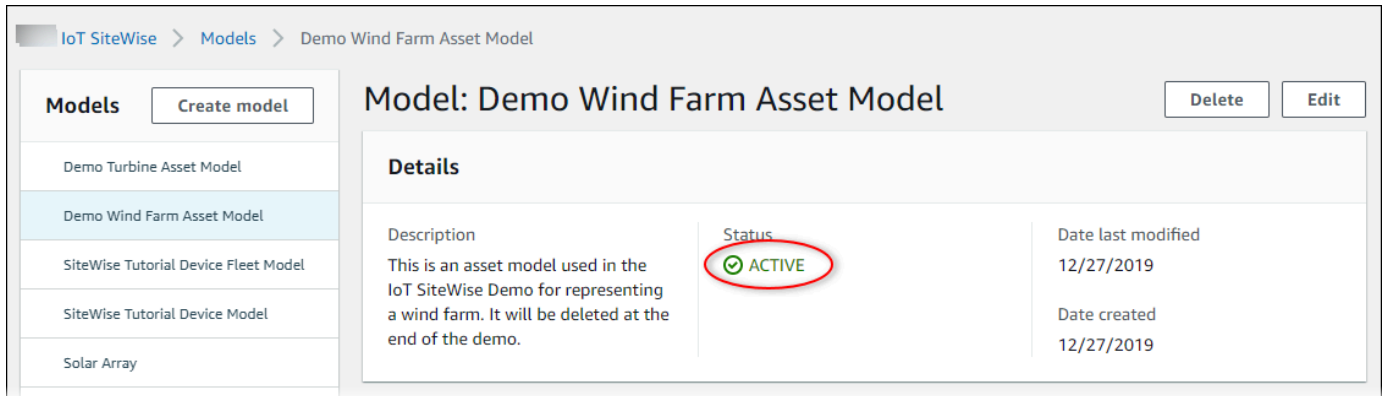 IoT SiteWise > Models > Demo Wind Farm Asset Model
Models
Create model
Demo Turbine Asset Model
Demo Wind Farm Asset Model
SiteWise Tutorial Device Fleet Model
SiteWise Tutorial Device Model
Solar Array
Model: Demo Wind Farm Asset Model
Delete
Edit
Details
Description
This is an asset model used in the
IoT SiteWise Demo for representing
a wind farm. It will be deleted at the
end of the demo.
Status
ACTIVE
Date last modified
12/27/2019
Date created
12/27/2019